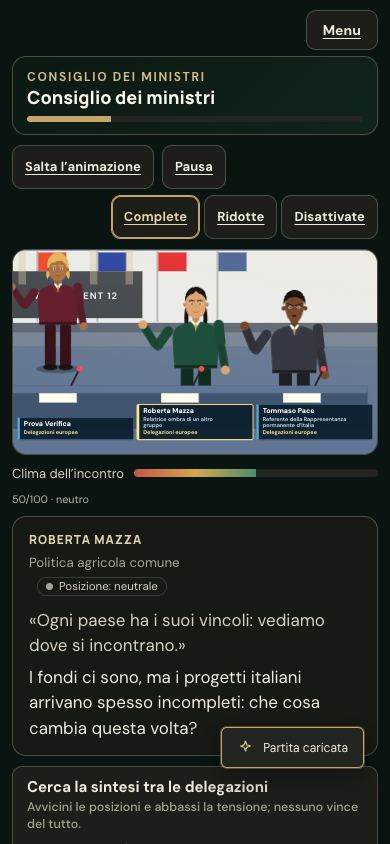 Menu
CONSIGLIO DEI MINISTRI
Consiglio dei ministri
Salta l’animazione
Pausa
Complete
Ridotte
Disattivate
ENT 12
Prova Verifica
Delegazioni europee
Roberta Mazza
Relatrice ombra di un altro
gruppo
Delegazioni europee
Tommaso Pace
Referente della Rappresentanza
permanente d’Italia
Delegazioni europee
Clima dell’incontro
50/100 · neutro
ROBERTA MAZZA
Politica agricola comune
Posizione: neutrale
«Ogni paese ha i suoi vincoli: vediamo
dove si incontrano.»
I fondi ci sono, ma i progetti italiani
arrivano spesso incompleti: che cosa
cambia questa volta?
Partita caricata
Cerca la sintesi tra le delegazioni
Avvicini le posizioni e abbassi la tensione; nessuno vince
del tutto.